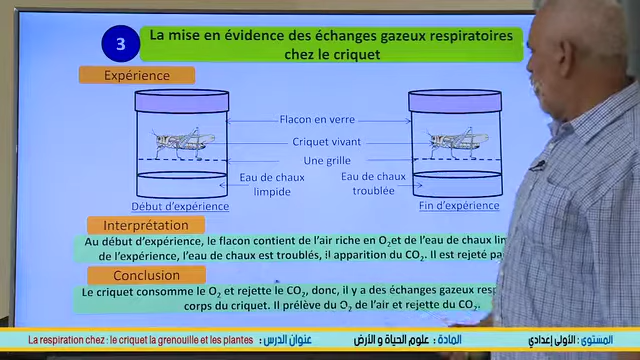 3
La mise en évidence des échanges gazeux respiratoires
chez le criquet
Expérience
Flacon en verre
Criquet vivant
Une grille
Eau de chaux
limpide
Eau de chaux
troublée
Début d'expérience
Fin d'expérience
Interprétation
Au début d'expérience, le flacon contient de l'air riche en O₂et de l'eau de chaux
de l'expérience, l'eau de chaux est troublés, il apparition du CO₂. Il est rejeté
Conclusion
Le criquet consomme le O₂ et rejette le CO₂, donc, il y a des échanges gazeux
corps du criquet. Il prélève du O₂ de l'air et rejette du CO₂.
المستوى : الأولى إعدادي
المادة : علوم الحياة و الأرض
عنوان الدرس : La respiration chez : le criquet la grenouille et les plantes